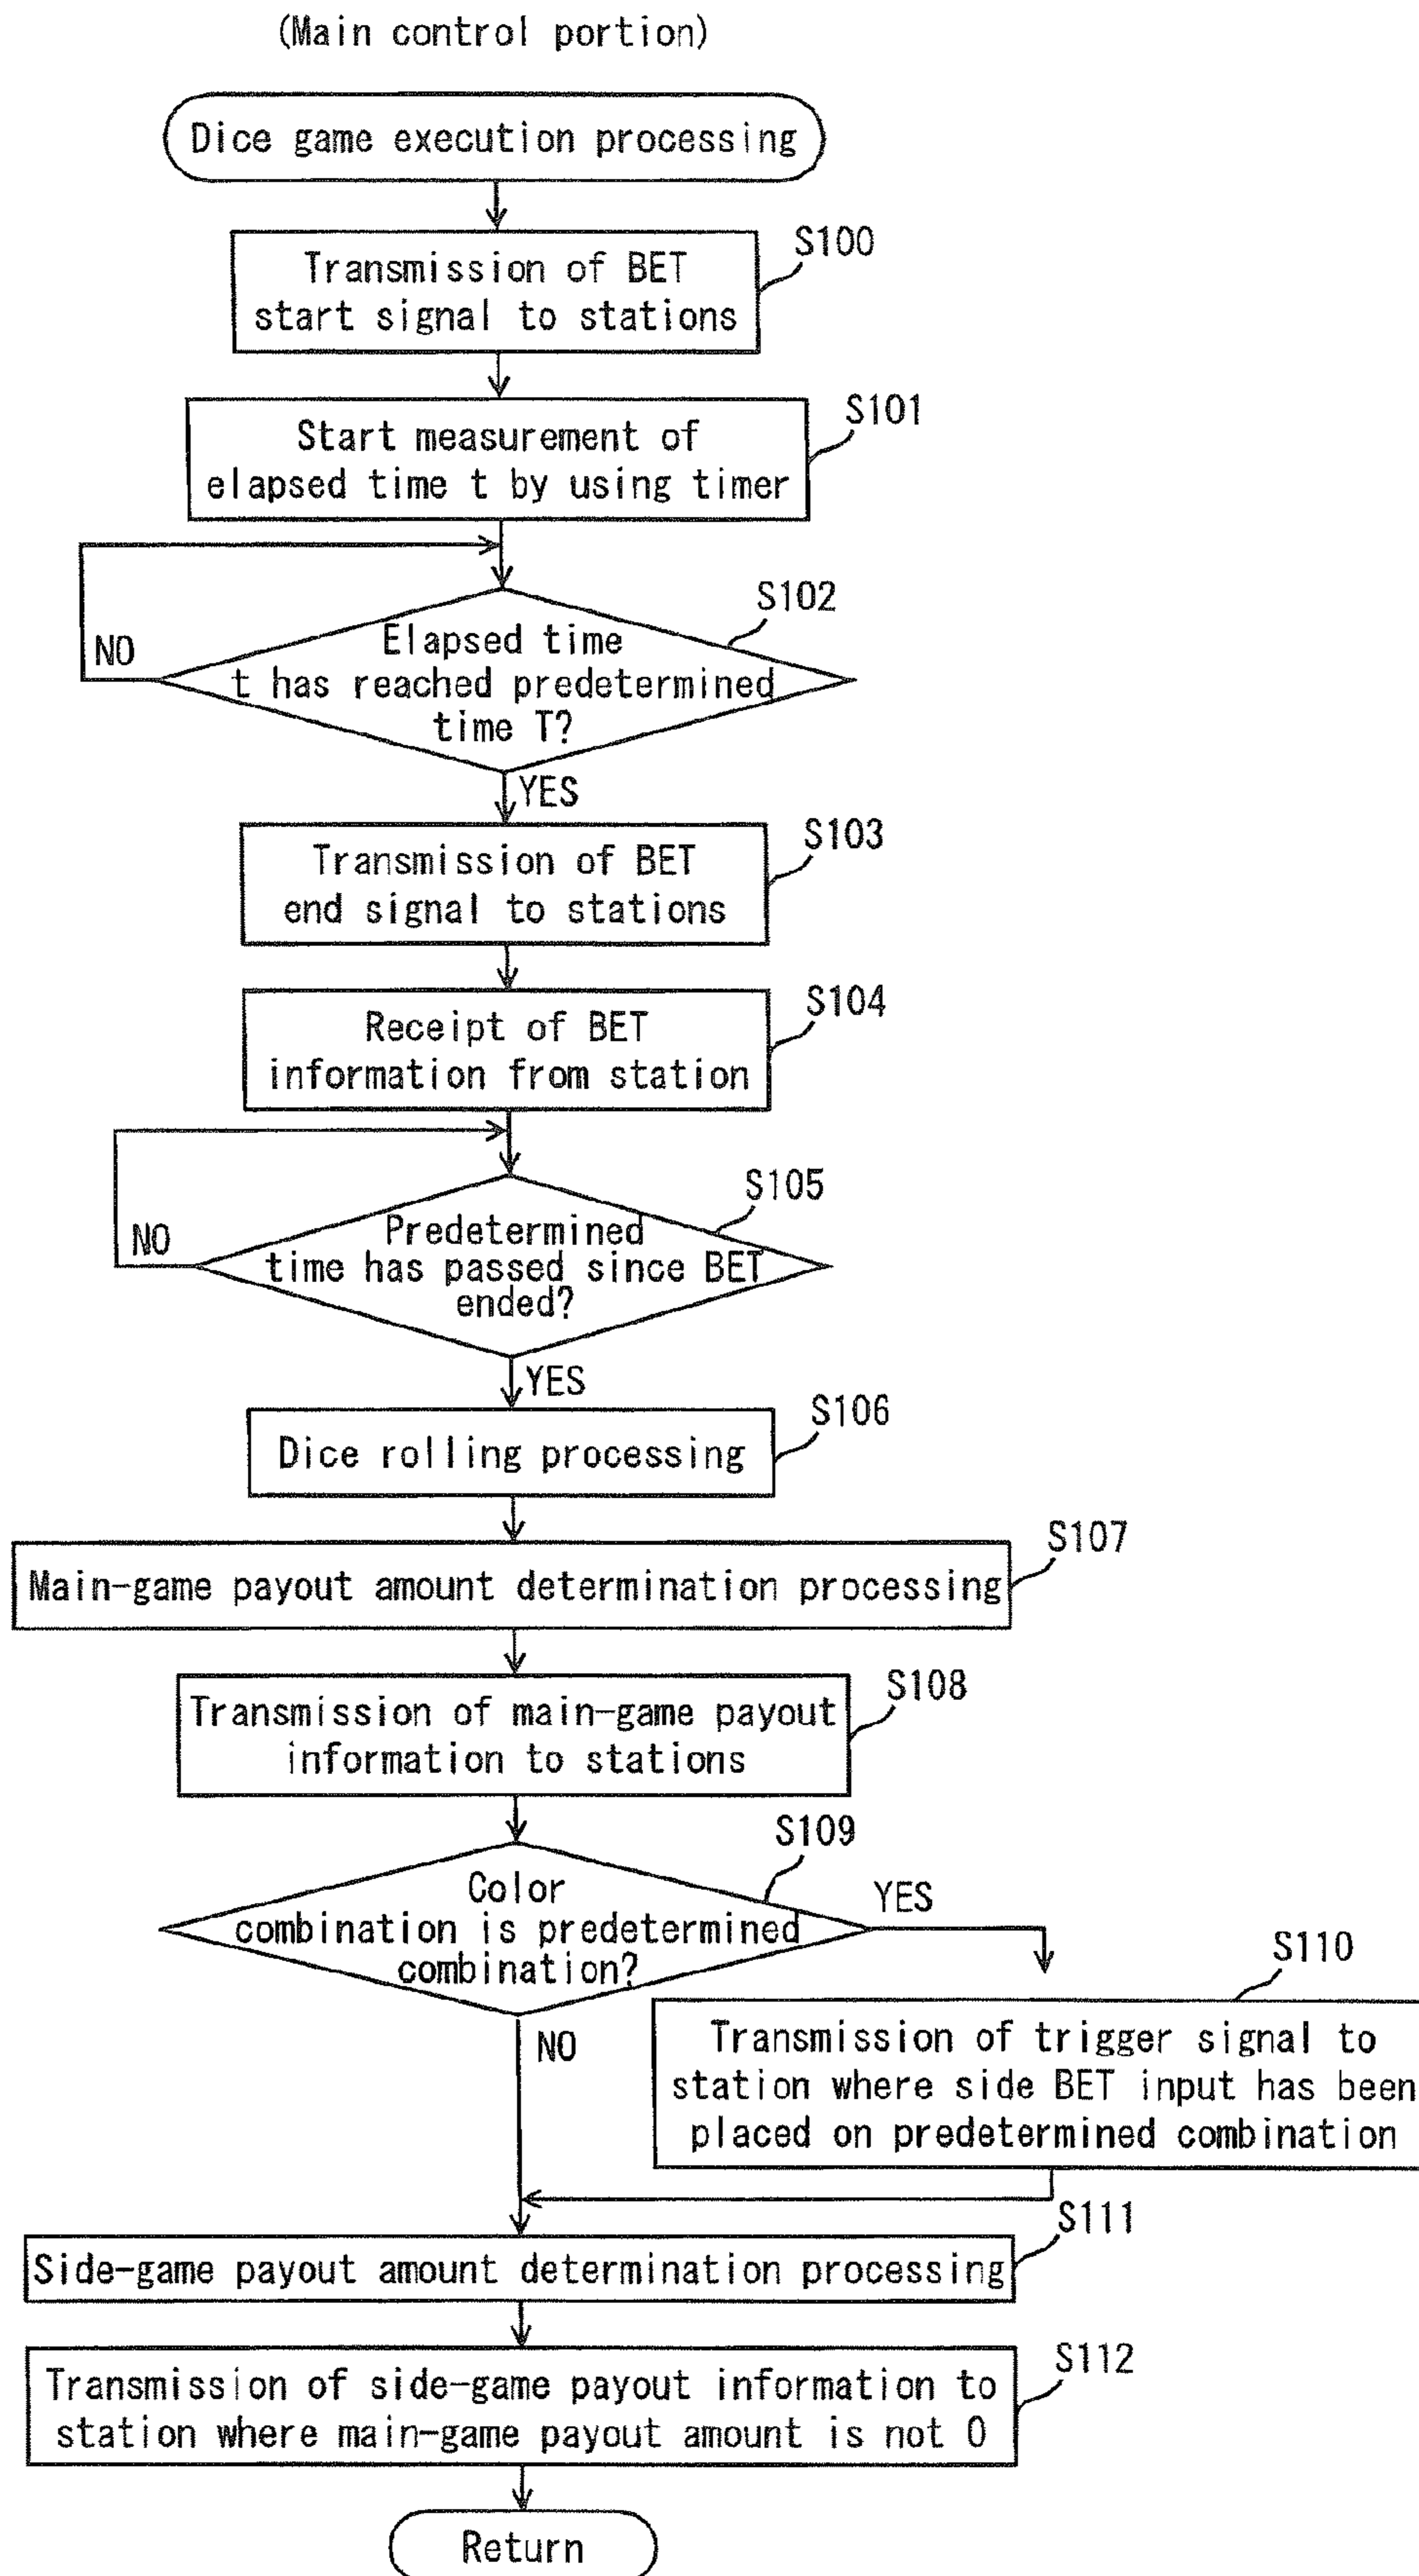 (Main control portion)
Dice game execution processing
S100
Transmission of BET
start signal to stations
S101
Start measurement of
elapsed time t by using timer
S102
NO
Elapsed time
t has reached predetermined
time T?
YES
S103
Transmission of BET
end signal to stations
S104
Receipt of BET
information from station
S105
NO
Predetermined
time has passed since BET
ended?
YES
S106
Dice rolling processing
S107
Main-game payout amount determination processing
S108
Transmission of main-game payout
information to stations
S109
YES
Color
combination is predetermined
combination?
NO
S110
Transmission of trigger signal to
station where side BET input has been
placed on predetermined combination
S111
Side-game payout amount determination processing
S112
Transmission of side-game payout information to
station where main-game payout amount is not 0
Return